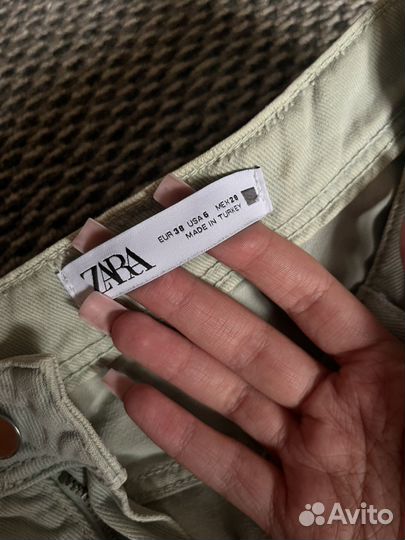 ZARA
EUR 38 USA 6 MEX 28
MADE IN TURKEY
Avito